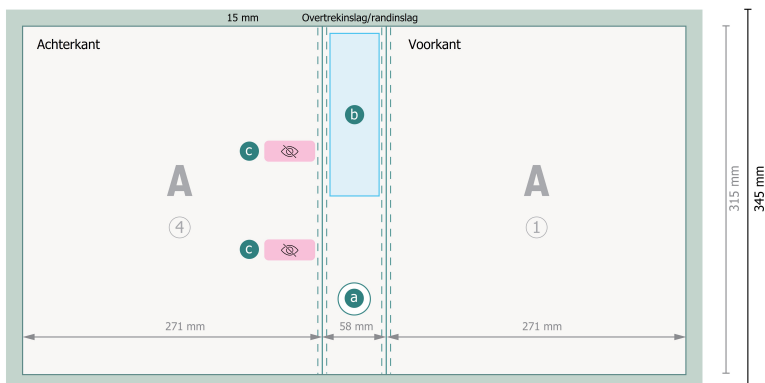 15 mm
Overtrekinslag/randinslag
Achterkant
Voorkant
b
c
A
A
315 mm
345 mm
4
1
c
a
271 mm
58 mm
271 mm